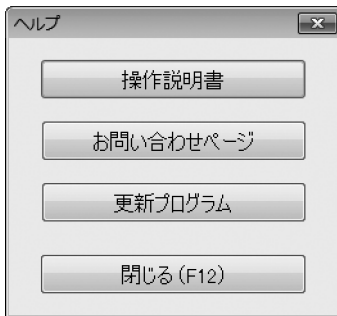 ヘルプ
操作説明書
お問い合わせページ
更新プログラム
閉じる(F12)